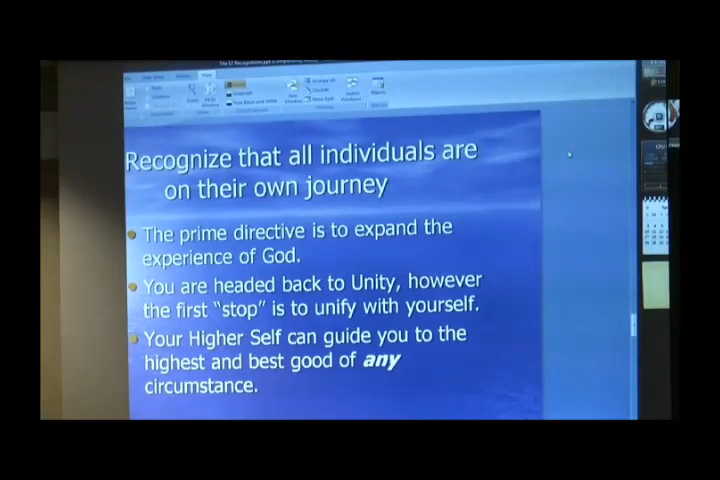 Recognize that all individuals are
on their own journey
The prime directive is to expand the
experience of God.
You are headed back to Unity, however
the first “stop” is to unify with yourself.
Your Higher Self can guide you to the
highest and best good of any
circumstance.